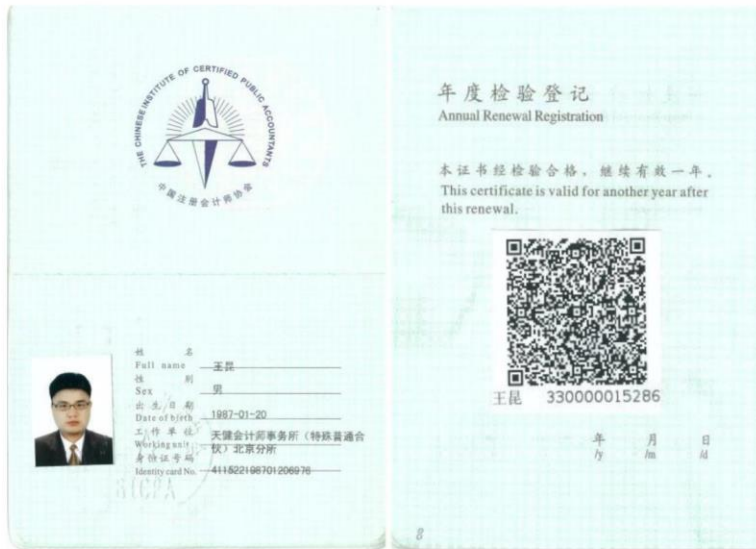 THE CHINESE INSTITUTE OF CERTIFIED PUBLIC ACCOUNTANTS
中国注册会计师协会
姓 名
Full name 王昆
性 别
Sex 男
出生日期
Date of birth 1987-01-20
工作单位
Working unit 天健会计师事务所（特殊普通合
伙）北京分所
身份证号码
Identity card No. 411522198701206976
CICPA
年度检验登记
Annual Renewal Registration
本证书经检验合格，继续有效一年。
This certificate is valid for another year after
this renewal.
王昆 330000015286
年 月 日
/y /m /d
8